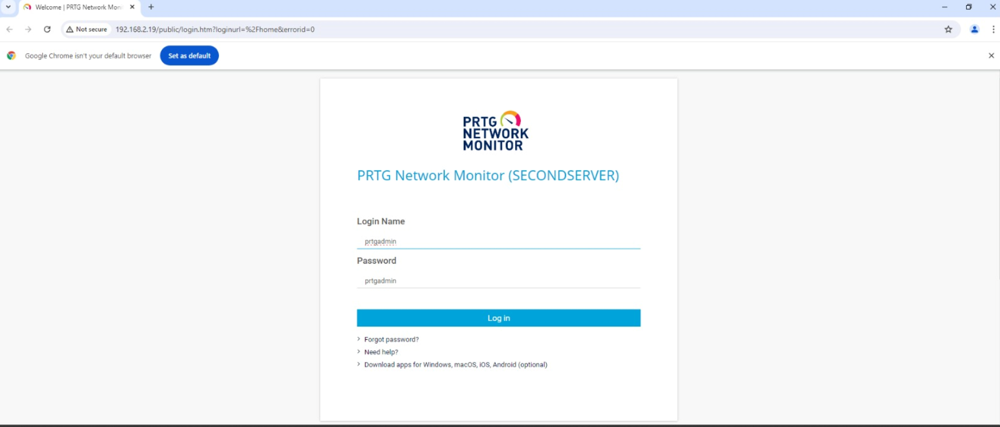 Welcome | PRTG Network Moni
Not secure 192.168.2.19/public/login.htm?loginurl=%2Fhome&errorid=0
Google Chrome isn't your default browser Set as default
PRTG
NETWORK
MONITOR
PRTG Network Monitor (SECONDSERVER)
Login Name
prtgadmin
Password
prtgadmin
Log in
Forgot password?
Need help?
Download apps for Windows, macOS, iOS, Android (optional)